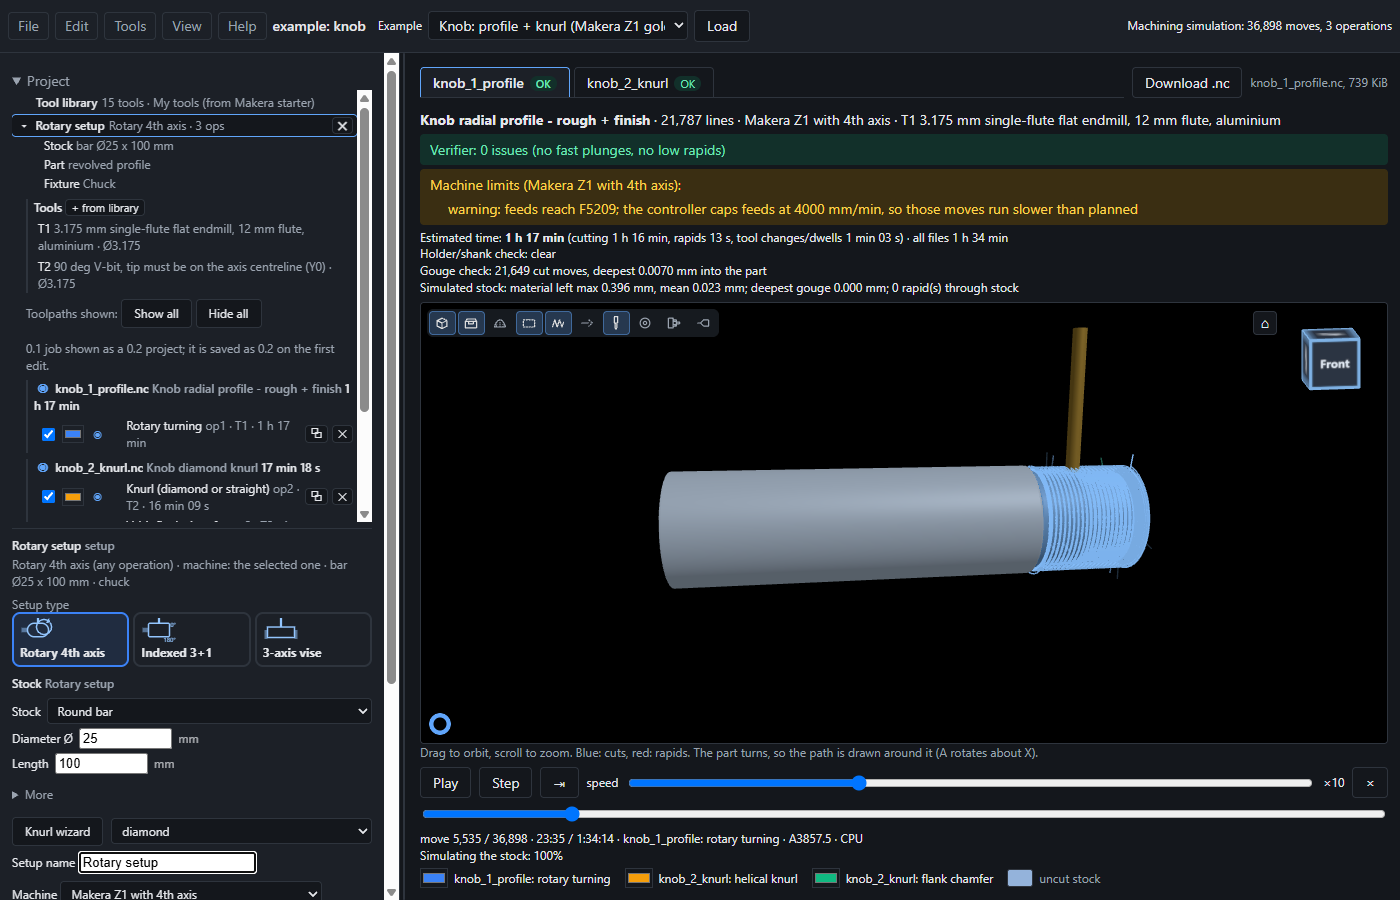 File Edit Tools View Help example: knob Example Knob: profile + knurl (Makera Z1 gol Load Machining simulation: 36,898 moves, 3 operations
Project
Tool library 15 tools · My tools (from Makera starter)
Rotary setup Rotary 4th axis · 3 ops
Stock bar Ø25 x 100 mm
Part revolved profile
Fixture Chuck
Tools + from library
T1 3.175 mm single-flute flat endmill, 12 mm flute,
aluminium · Ø3.175
T2 90 deg V-bit, tip must be on the axis centreline (Y0) ·
Ø3.175
Toolpaths shown: Show all Hide all
0.1 job shown as a 0.2 project; it is saved as 0.2 on the first
edit.
knob_1_profile.nc Knob radial profile - rough + finish 1
h 17 min
Rotary turning op1 · T1 · 1 h 17
min
knob_2_knurl.nc Knob diamond knurl 17 min 18 s
Knurl (diamond or straight) op2 ·
T2 · 16 min 09 s
Rotary setup setup
Rotary 4th axis (any operation) · machine: the selected one · bar
Ø25 x 100 mm · chuck
Setup type
180°
Rotary 4th axis Indexed 3+1 3-axis vise
Stock Rotary setup
Stock Round bar
Diameter Ø 25 mm
Length 100 mm
More
Knurl wizard diamond
Setup name Rotary setup
Machine Makera Z1 with 4th axis
knob_1_profile OK knob_2_knurl OK Download .nc knob_1_profile.nc, 739 KiB
Knob radial profile - rough + finish · 21,787 lines · Makera Z1 with 4th axis · T1 3.175 mm single-flute flat endmill, 12 mm flute, aluminium
Verifier: 0 issues (no fast plunges, no low rapids)
Machine limits (Makera Z1 with 4th axis):
warning: feeds reach F5209; the controller caps feeds at 4000 mm/min, so those moves run slower than planned
Estimated time: 1 h 17 min (cutting 1 h 16 min, rapids 13 s, tool changes/dwells 1 min 03 s) · all files 1 h 34 min
Holder/shank check: clear
Gouge check: 21,649 cut moves, deepest 0.0070 mm into the part
Simulated stock: material left max 0.396 mm, mean 0.023 mm; deepest gouge 0.000 mm; 0 rapid(s) through stock
Front
Drag to orbit, scroll to zoom. Blue: cuts, red: rapids. The part turns, so the path is drawn around it (A rotates about X).
Play Step ⇥ speed ×10 ×
move 5,535 / 36,898 · 23:35 / 1:34:14 · knob_1_profile: rotary turning · A3857.5 · CPU
Simulating the stock: 100%
knob_1_profile: rotary turning knob_2_knurl: helical knurl knob_2_knurl: flank chamfer uncut stock